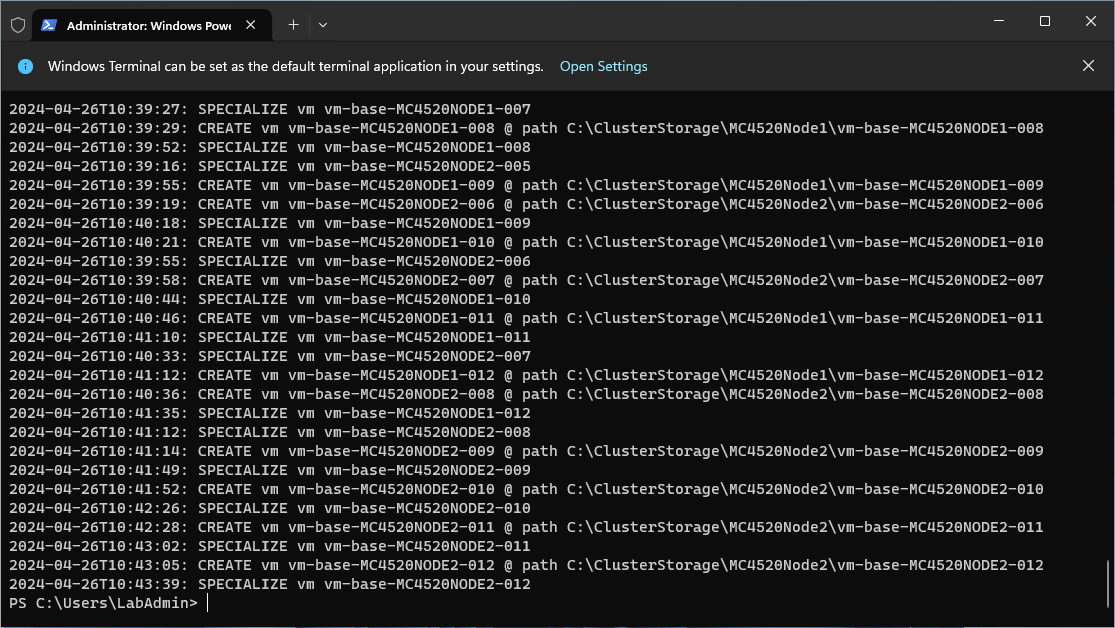 Administrator: Windows Powe
Windows Terminal can be set as the default terminal application in your settings. Open Settings
2024-04-26T10:39:27: SPECIALIZE vm vm-base-MC4520NODE1-007
2024-04-26T10:39:29: CREATE vm vm-base-MC4520NODE1-008 @ path C:\ClusterStorage\MC4520Node1\vm-base-MC4520NODE1-008
2024-04-26T10:39:52: SPECIALIZE vm vm-base-MC4520NODE1-008
2024-04-26T10:39:16: SPECIALIZE vm vm-base-MC4520NODE2-005
2024-04-26T10:39:55: CREATE vm vm-base-MC4520NODE1-009 @ path C:\ClusterStorage\MC4520Node1\vm-base-MC4520NODE1-009
2024-04-26T10:39:19: CREATE vm vm-base-MC4520NODE2-006 @ path C:\ClusterStorage\MC4520Node2\vm-base-MC4520NODE2-006
2024-04-26T10:40:18: SPECIALIZE vm vm-base-MC4520NODE1-009
2024-04-26T10:40:21: CREATE vm vm-base-MC4520NODE1-010 @ path C:\ClusterStorage\MC4520Node1\vm-base-MC4520NODE1-010
2024-04-26T10:39:55: SPECIALIZE vm vm-base-MC4520NODE2-006
2024-04-26T10:39:58: CREATE vm vm-base-MC4520NODE2-007 @ path C:\ClusterStorage\MC4520Node2\vm-base-MC4520NODE2-007
2024-04-26T10:40:44: SPECIALIZE vm vm-base-MC4520NODE1-010
2024-04-26T10:40:46: CREATE vm vm-base-MC4520NODE1-011 @ path C:\ClusterStorage\MC4520Node1\vm-base-MC4520NODE1-011
2024-04-26T10:41:10: SPECIALIZE vm vm-base-MC4520NODE1-011
2024-04-26T10:40:33: SPECIALIZE vm vm-base-MC4520NODE2-007
2024-04-26T10:41:12: CREATE vm vm-base-MC4520NODE1-012 @ path C:\ClusterStorage\MC4520Node1\vm-base-MC4520NODE1-012
2024-04-26T10:40:36: CREATE vm vm-base-MC4520NODE2-008 @ path C:\ClusterStorage\MC4520Node2\vm-base-MC4520NODE2-008
2024-04-26T10:41:35: SPECIALIZE vm vm-base-MC4520NODE1-012
2024-04-26T10:41:12: SPECIALIZE vm vm-base-MC4520NODE2-008
2024-04-26T10:41:14: CREATE vm vm-base-MC4520NODE2-009 @ path C:\ClusterStorage\MC4520Node2\vm-base-MC4520NODE2-009
2024-04-26T10:41:49: SPECIALIZE vm vm-base-MC4520NODE2-009
2024-04-26T10:41:52: CREATE vm vm-base-MC4520NODE2-010 @ path C:\ClusterStorage\MC4520Node2\vm-base-MC4520NODE2-010
2024-04-26T10:42:26: SPECIALIZE vm vm-base-MC4520NODE2-010
2024-04-26T10:42:28: CREATE vm vm-base-MC4520NODE2-011 @ path C:\ClusterStorage\MC4520Node2\vm-base-MC4520NODE2-011
2024-04-26T10:43:02: SPECIALIZE vm vm-base-MC4520NODE2-011
2024-04-26T10:43:05: CREATE vm vm-base-MC4520NODE2-012 @ path C:\ClusterStorage\MC4520Node2\vm-base-MC4520NODE2-012
2024-04-26T10:43:39: SPECIALIZE vm vm-base-MC4520NODE2-012
PS C:\Users\LabAdmin>